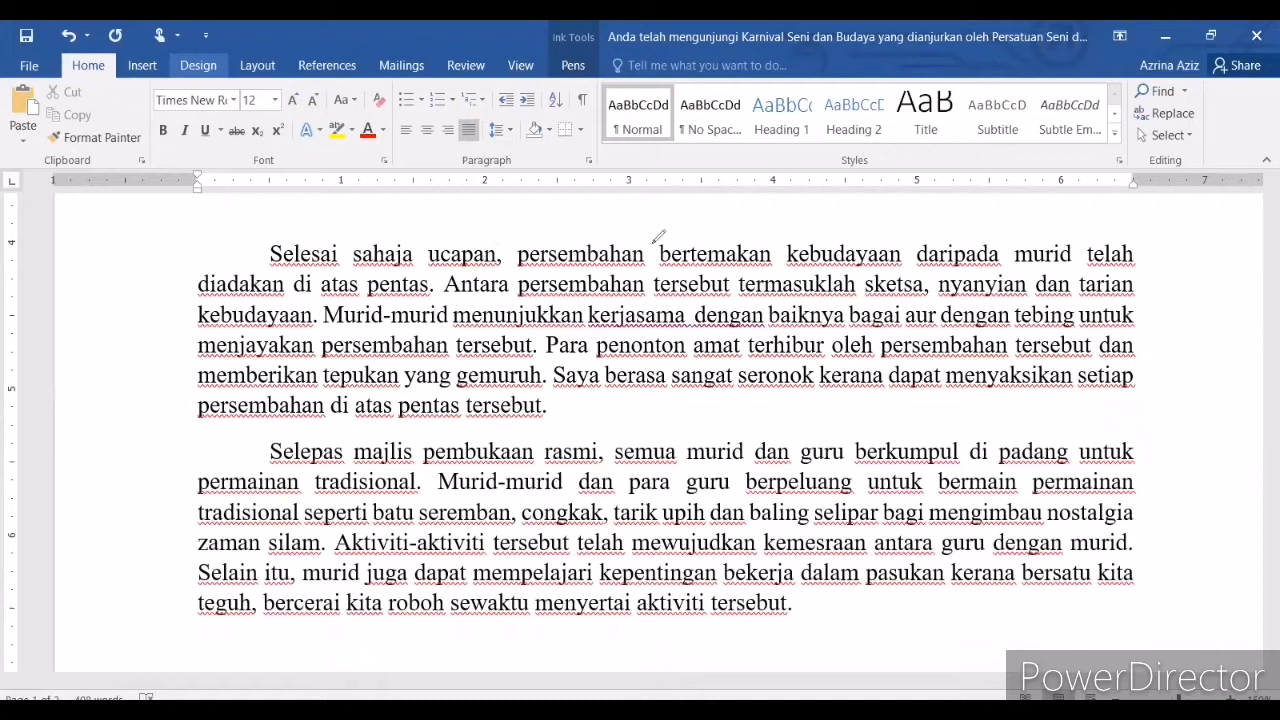 Ink Tools
Anda telah mengunjungi Karnival Seni dan Budaya yang dianjurkan oleh Persatuan Seni d...
File Home Insert Design Layout References Mailings Review View Pens Tell me what you want to do... Azrina Aziz Share
Paste
Cut
Copy
Format Painter
Clipboard
Times New Ro 12
Font
Paragraph
AaBbCcDd AaBbCcDd AaBbCc AaBbCcD AaB AaBbCcD AaBbCcDd
¶ Normal ¶ No Spac... Heading 1 Heading 2 Title Subtitle Subtle Em...
Styles
Find
Replace
Select
Editing
1 1 2 3 4 5 6 7
4
5
6
Selesai sahaja ucapan, persembahan bertemakan kebudayaan daripada murid telah
diadakan di atas pentas. Antara persembahan tersebut termasuklah sketsa, nyanyian dan tarian
kebudayaan. Murid-murid menunjukkan kerjasama dengan baiknya bagai aur dengan tebing untuk
menjayakan persembahan tersebut. Para penonton amat terhibur oleh persembahan tersebut dan
memberikan tepukan yang gemuruh. Saya berasa sangat seronok kerana dapat menyaksikan setiap
persembahan di atas pentas tersebut.
Selepas majlis pembukaan rasmi, semua murid dan guru berkumpul di padang untuk
permainan tradisional. Murid-murid dan para guru berpeluang untuk bermain permainan
tradisional seperti batu seremban, congkak, tarik upih dan baling selipar bagi mengimbau nostalgia
zaman silam. Aktiviti-aktiviti tersebut telah mewujudkan kemesraan antara guru dengan murid.
Selain itu, murid juga dapat mempelajari kepentingan bekerja dalam pasukan kerana bersatu kita
teguh, bercerai kita roboh sewaktu menyertai aktiviti tersebut.
PowerDirector